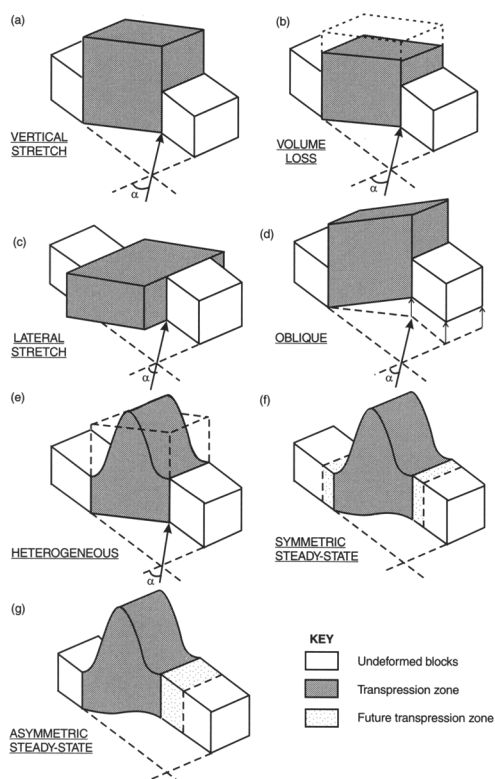 (a)
VERTICAL
STRETCH
α
(b)
VOLUME
LOSS
α
(c)
LATERAL
STRETCH
α
(d)
OBLIQUE
α
(e)
HETEROGENEOUS
α
(f)
SYMMETRIC
STEADY-STATE
(g)
ASYMMETRIC
STEADY-STATE
KEY
Undeformed blocks
Transpression zone
Future transpression zone